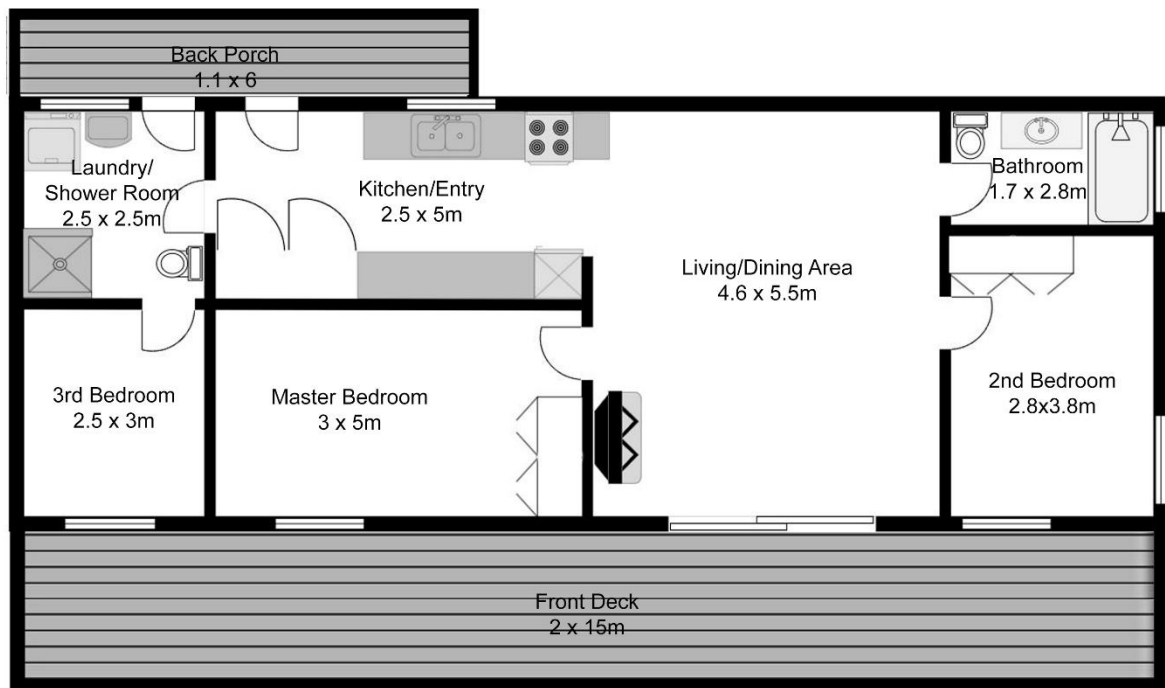 Back Porch
1.1 x 6
Laundry/
Shower Room
2.5 x 2.5m
Kitchen/Entry
2.5 x 5m
Bathroom
1.7 x 2.8m
Living/Dining Area
4.6 x 5.5m
3rd Bedroom
2.5 x 3m
Master Bedroom
3 x 5m
2nd Bedroom
2.8x3.8m
Front Deck
2 x 15m